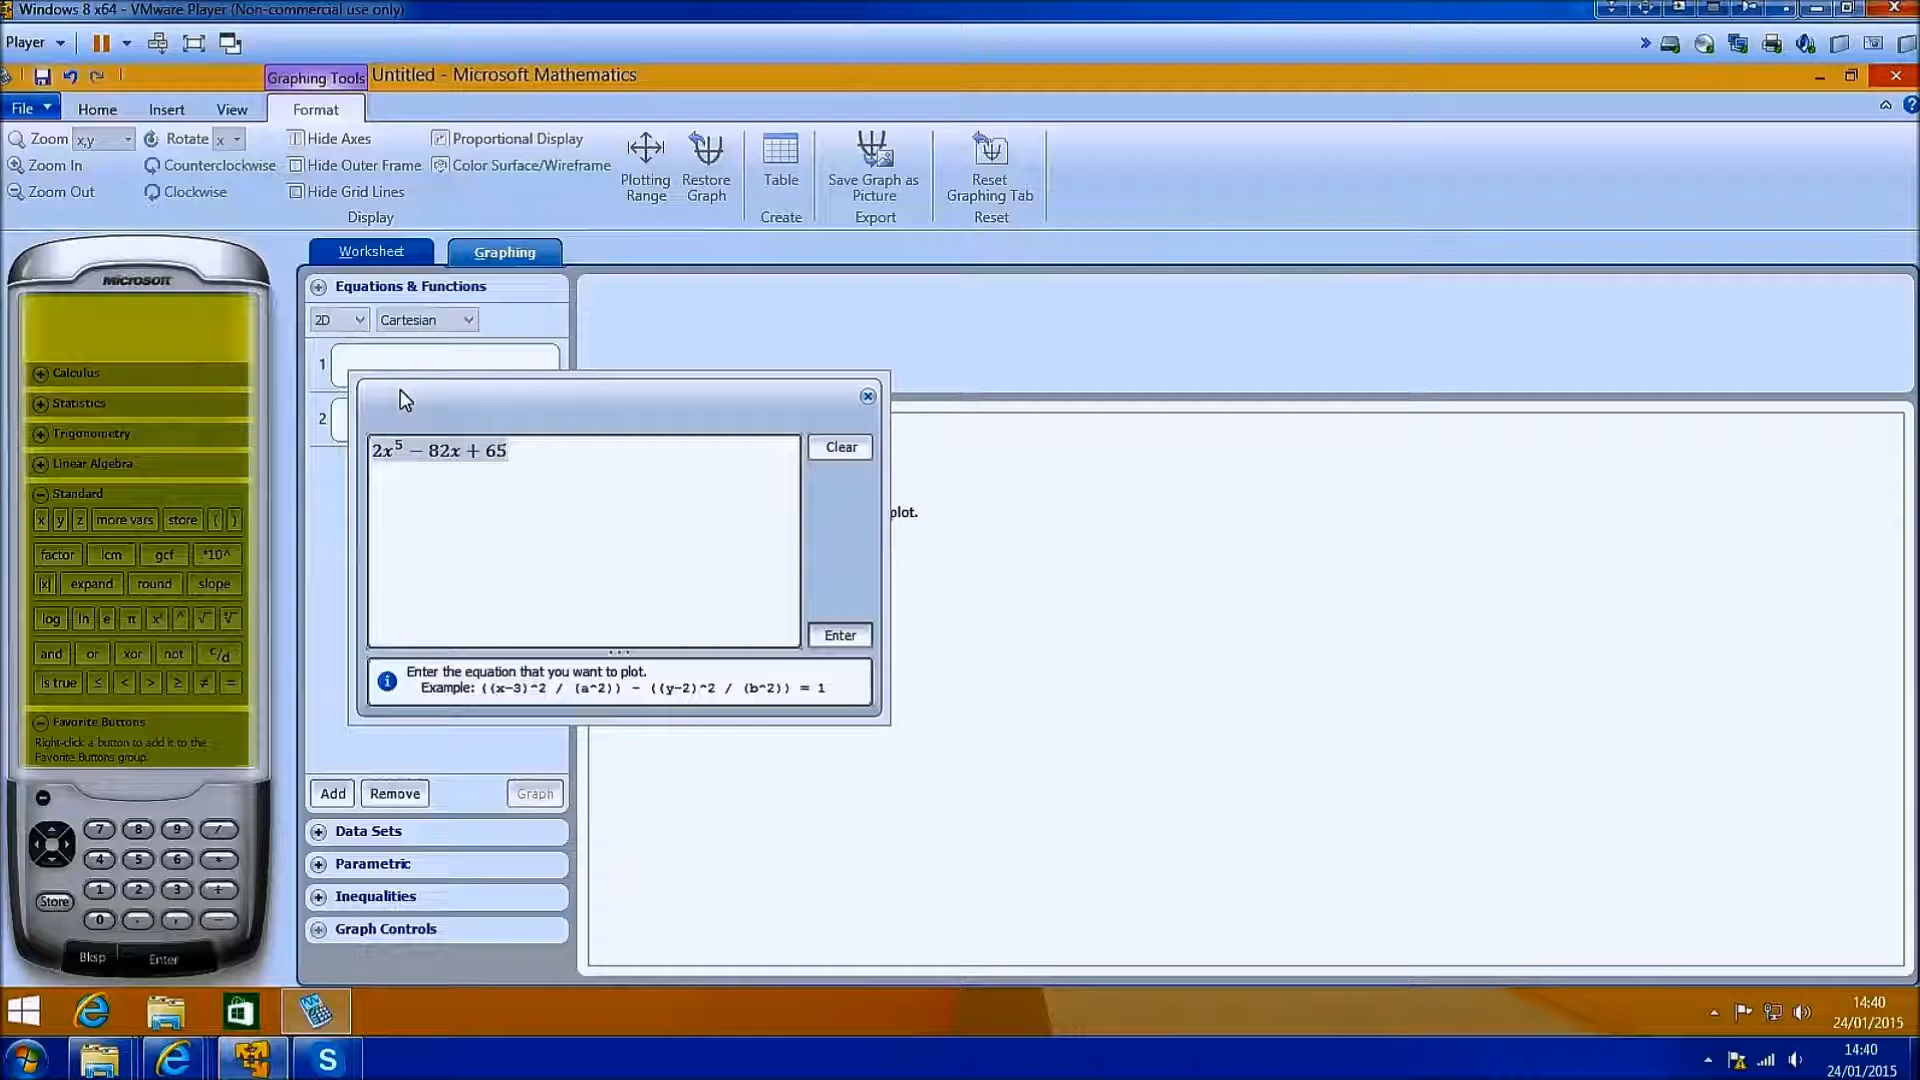 Windows 8 x64 - VMware Player (Non-commercial use only)
Player
Graphing Tools
Untitled - Microsoft Mathematics
File
Home
Insert
View
Format
Zoom x,y
Rotate x
Hide Axes
Proportional Display
Zoom In
Counterclockwise
Hide Outer Frame
Color Surface/Wireframe
Zoom Out
Clockwise
Hide Grid Lines
Plotting Range
Restore Graph
Table
Save Graph as Picture
Reset Graphing Tab
Display
Create
Export
Reset
Worksheet
Graphing
Microsoft
Equations & Functions
2D
Cartesian
1
2
2x⁵ − 82x + 65
Clear
Enter
plot.
Enter the equation that you want to plot.
Example: ((x-3)^2 / (a^2)) - ((y-2)^2 / (b^2)) = 1
Add
Remove
Graph
Data Sets
Parametric
Inequalities
Graph Controls
Calculus
Statistics
Trigonometry
Linear Algebra
Standard
x y z more vars store ( )
factor lcm gcf *10^
|x| expand round slope
log ln e π
and or xor not c/d
is true ≤ < > ≥ ≠ =
Favorite Buttons
Right-click a button to add it to the
Favorite Buttons group.
7 8 9 /
4 5 6 *
1 2 3 +
Store
0 . , −
Bksp
Enter
14:40
24/01/2015
S
14:40
24/01/2015